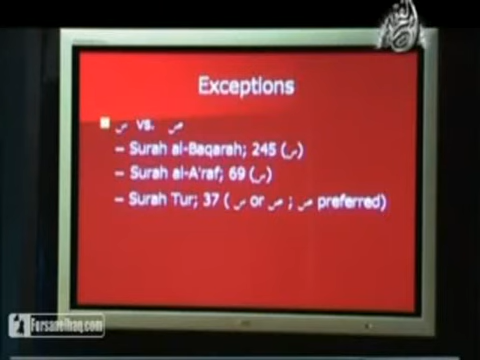 Exceptions
س vs. ص
– Surah al-Baqarah; 245 (س)
– Surah al-A'raf; 69 (س)
– Surah Tur; 37 (س or ص ; ص preferred)
Forsanelhaq.com